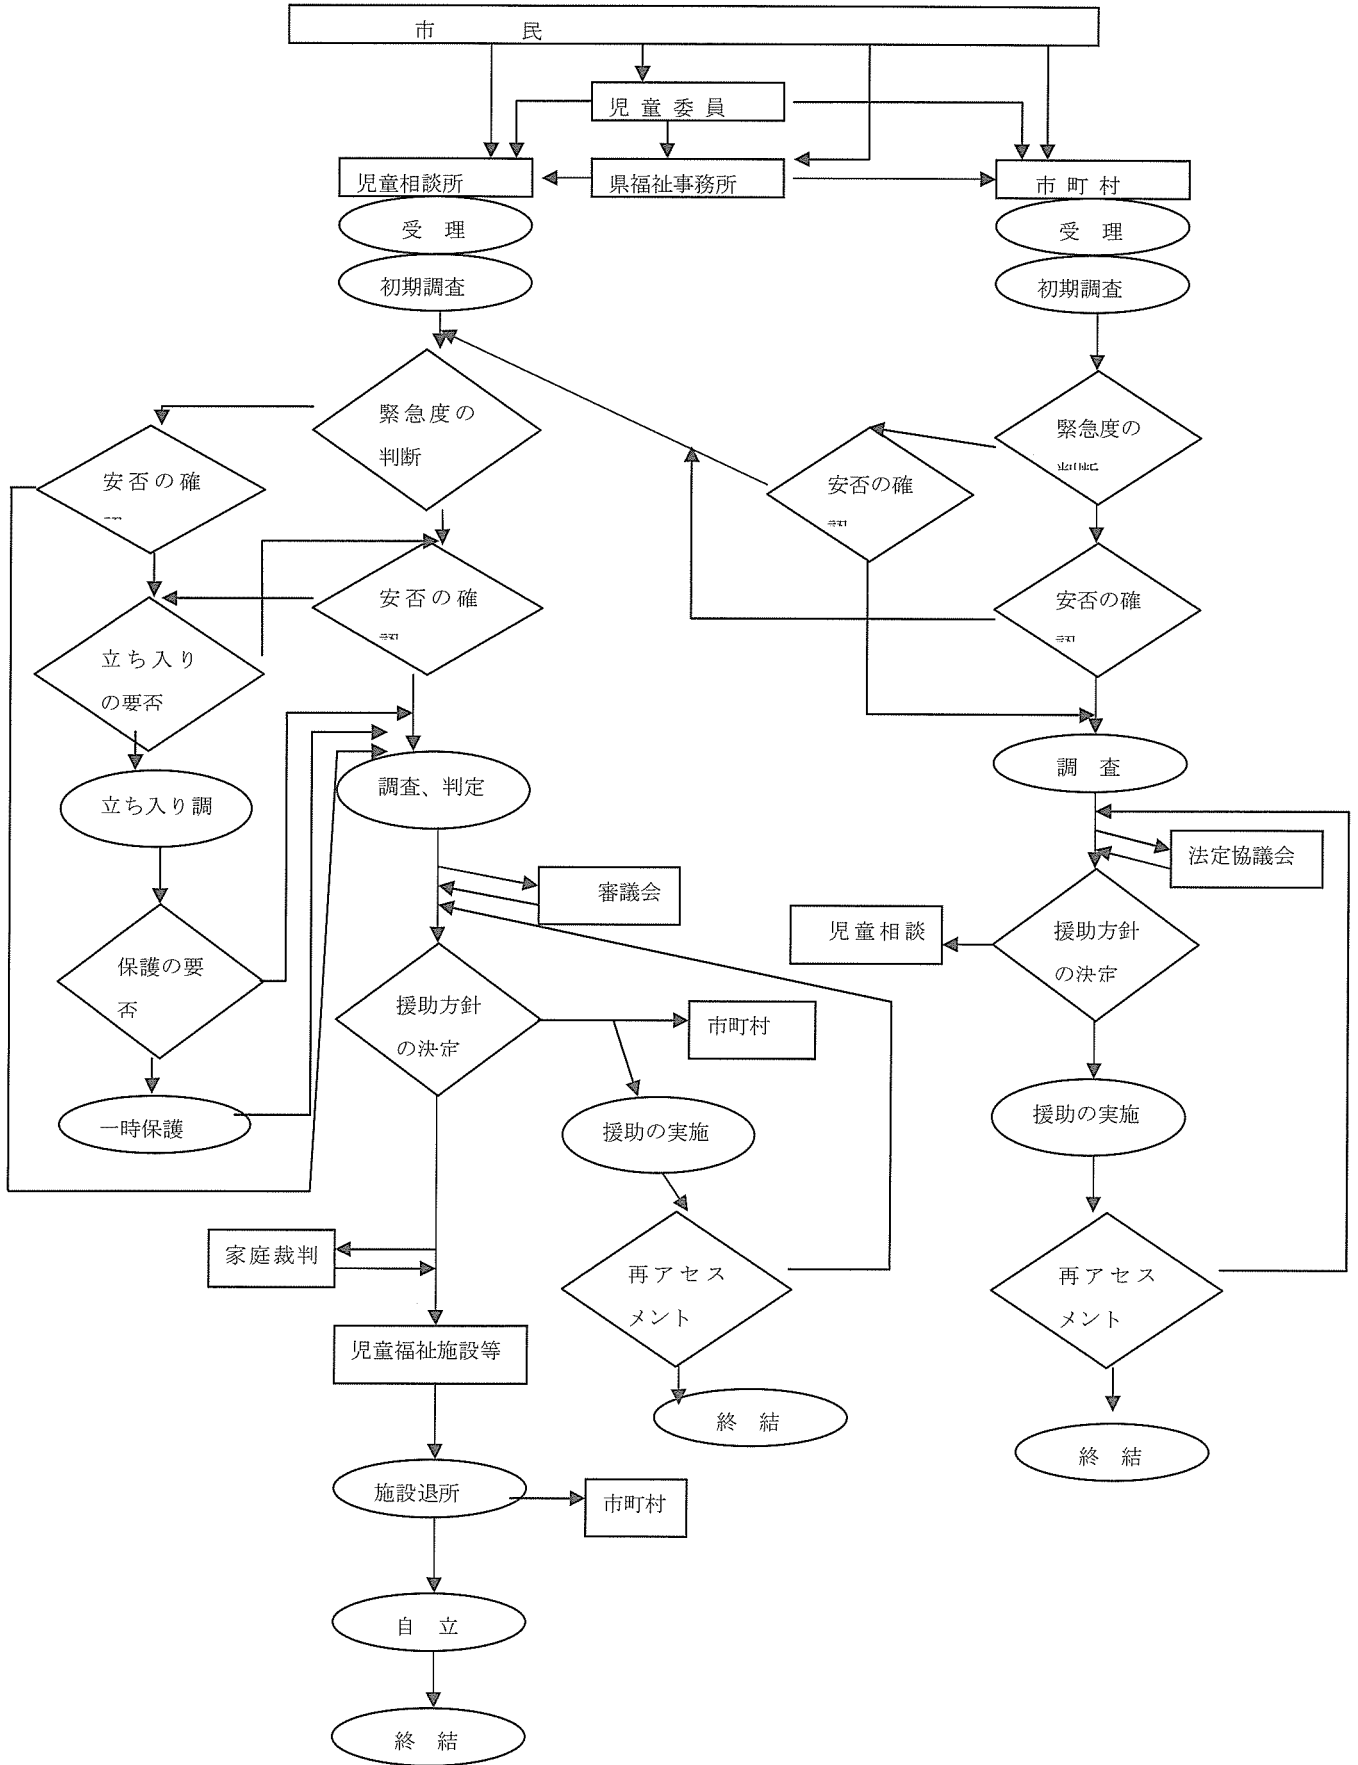 市　　　　民
児 童 委 員
児童相談所
県福祉事務所
市 町 村
受　理
受　理
初期調査
初期調査
緊急度の
判断
緊急度の
安否の確
安否の確
安否の確
安否の確
立ち入り
の要否
調査、判定
調　査
立ち入り調
法定協議会
審議会
児童相談
援助方針
の決定
保護の要
否
援助方針
の決定
市町村
一時保護
援助の実施
援助の実施
家庭裁判
再アセス
メント
再アセス
メント
児童福祉施設等
終　結
終　結
施設退所
市町村
自　立
終　結